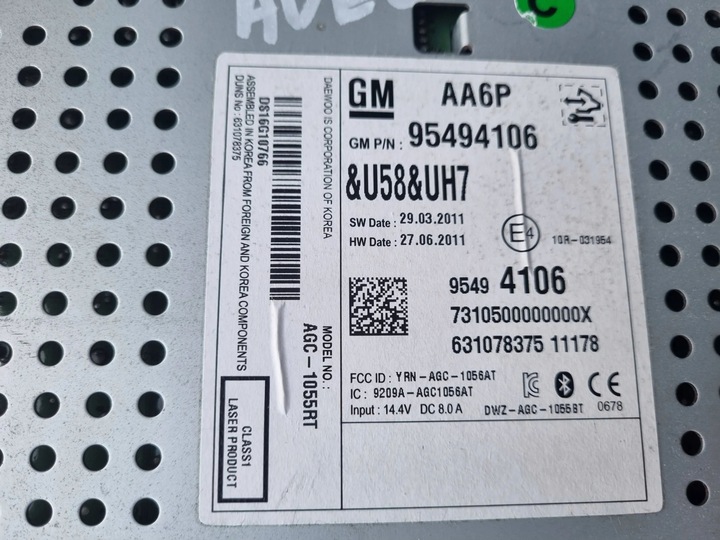 AVEO
C
GM AA6P
GM P/N : 95494106
&U58&UH7
SW Date : 29.03.2011
HW Date : 27.06.2011
E4
10R-031954
9549 4106
7310500000000X
631078375 11178
FCC ID : YRN-AGC-1056AT
IC : 9209A-AGC1056AT
Input : 14.4V DC 8.0 A
DWZ-AGC-1056BT
CE
0678
DAEWOO IS CORPORATION OF KOREA
MODEL NO. :
AGC-1055RT
DS16G10766
ASSEMBLED IN KOREA FROM FOREIGN AND KOREA COMPONENTS
DUNS No : 631078375
CLASS1
LASER PRODUCT